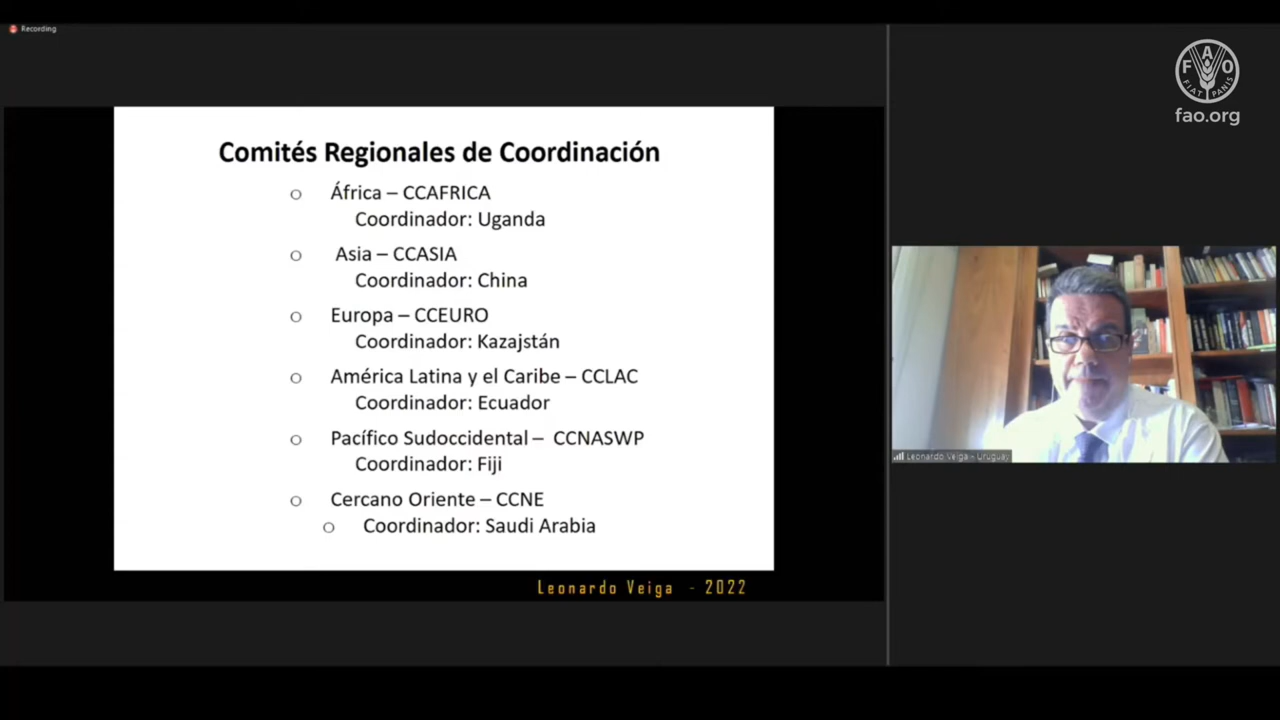 Recording
FAO
FIAT PANIS
fao.org
Comités Regionales de Coordinación
África – CCAFRICA
Coordinador: Uganda
Asia – CCASIA
Coordinador: China
Europa – CCEURO
Coordinador: Kazajstán
América Latina y el Caribe – CCLAC
Coordinador: Ecuador
Pacífico Sudoccidental – CCNASWP
Coordinador: Fiji
Cercano Oriente – CCNE
Coordinador: Saudi Arabia
Leonardo Veiga - 2022
Leonardo Veiga - Uruguay